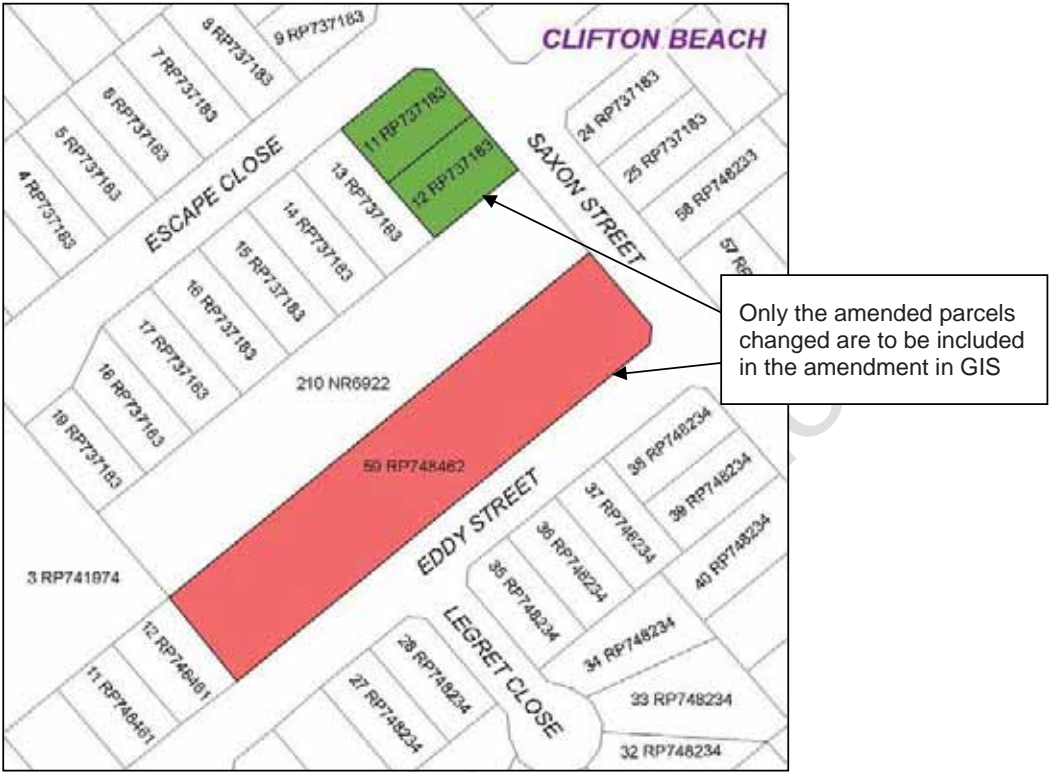 CLIFTON BEACH
9 RP737183
8 RP737183
7 RP737183
6 RP737183
5 RP737183
4 RP737183
ESCAPE CLOSE
11 RP737183
12 RP737183
13 RP737183
14 RP737183
15 RP737183
16 RP737183
17 RP737183
18 RP737183
19 RP737183
SAXON STREET
24 RP737183
25 RP737183
56 RP748233
57 RP
Only the amended parcels
changed are to be included
in the amendment in GIS
210 NR6922
59 RP748462
EDDY STREET
3 RP741974
12 RP748461
11 RP748461
38 RP748234
39 RP748234
37 RP748234
40 RP748234
36 RP748234
35 RP748234
34 RP748234
33 RP748234
32 RP748234
LEGRET CLOSE
28 RP748234
27 RP748234